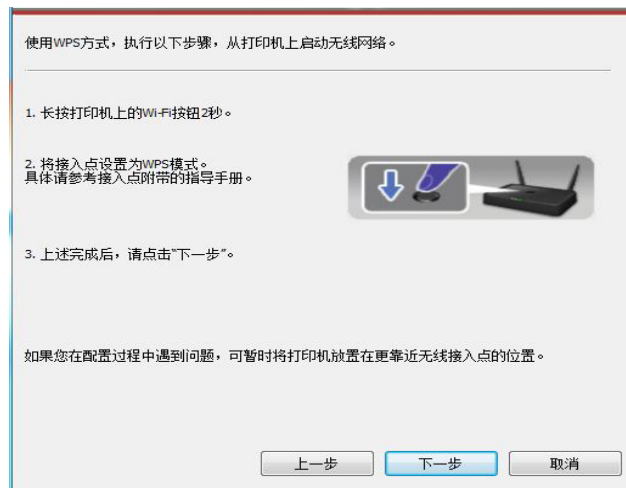 使用WPS方式，执行以下步骤，从打印机上启动无线网络。
1. 长按打印机上的Wi-Fi按钮2秒。
2. 将接入点设置为WPS模式。
具体请参考接入点附带的指导手册。
3. 上述完成后，请点击“下一步”。
如果您在配置过程中遇到问题，可暂时将打印机放置在更靠近无线接入点的位置。
上一步 下一步 取消